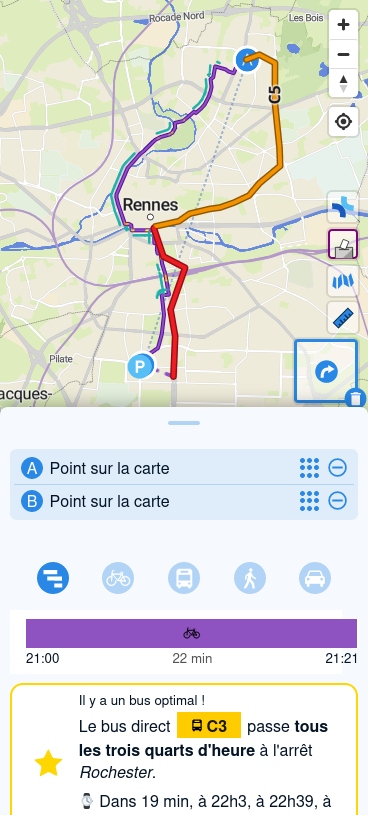 Rocade Nord
Les Bois
A
C5
Rennes
Pilate
P
acques-
A Point sur la carte
B Point sur la carte
21:00 22 min 21:21
Il y a un bus optimal !
Le bus direct C3 passe tous
les trois quarts d'heure à l'arrêt
Rochester.
Dans 19 min, à 22h3, à 22h39, à